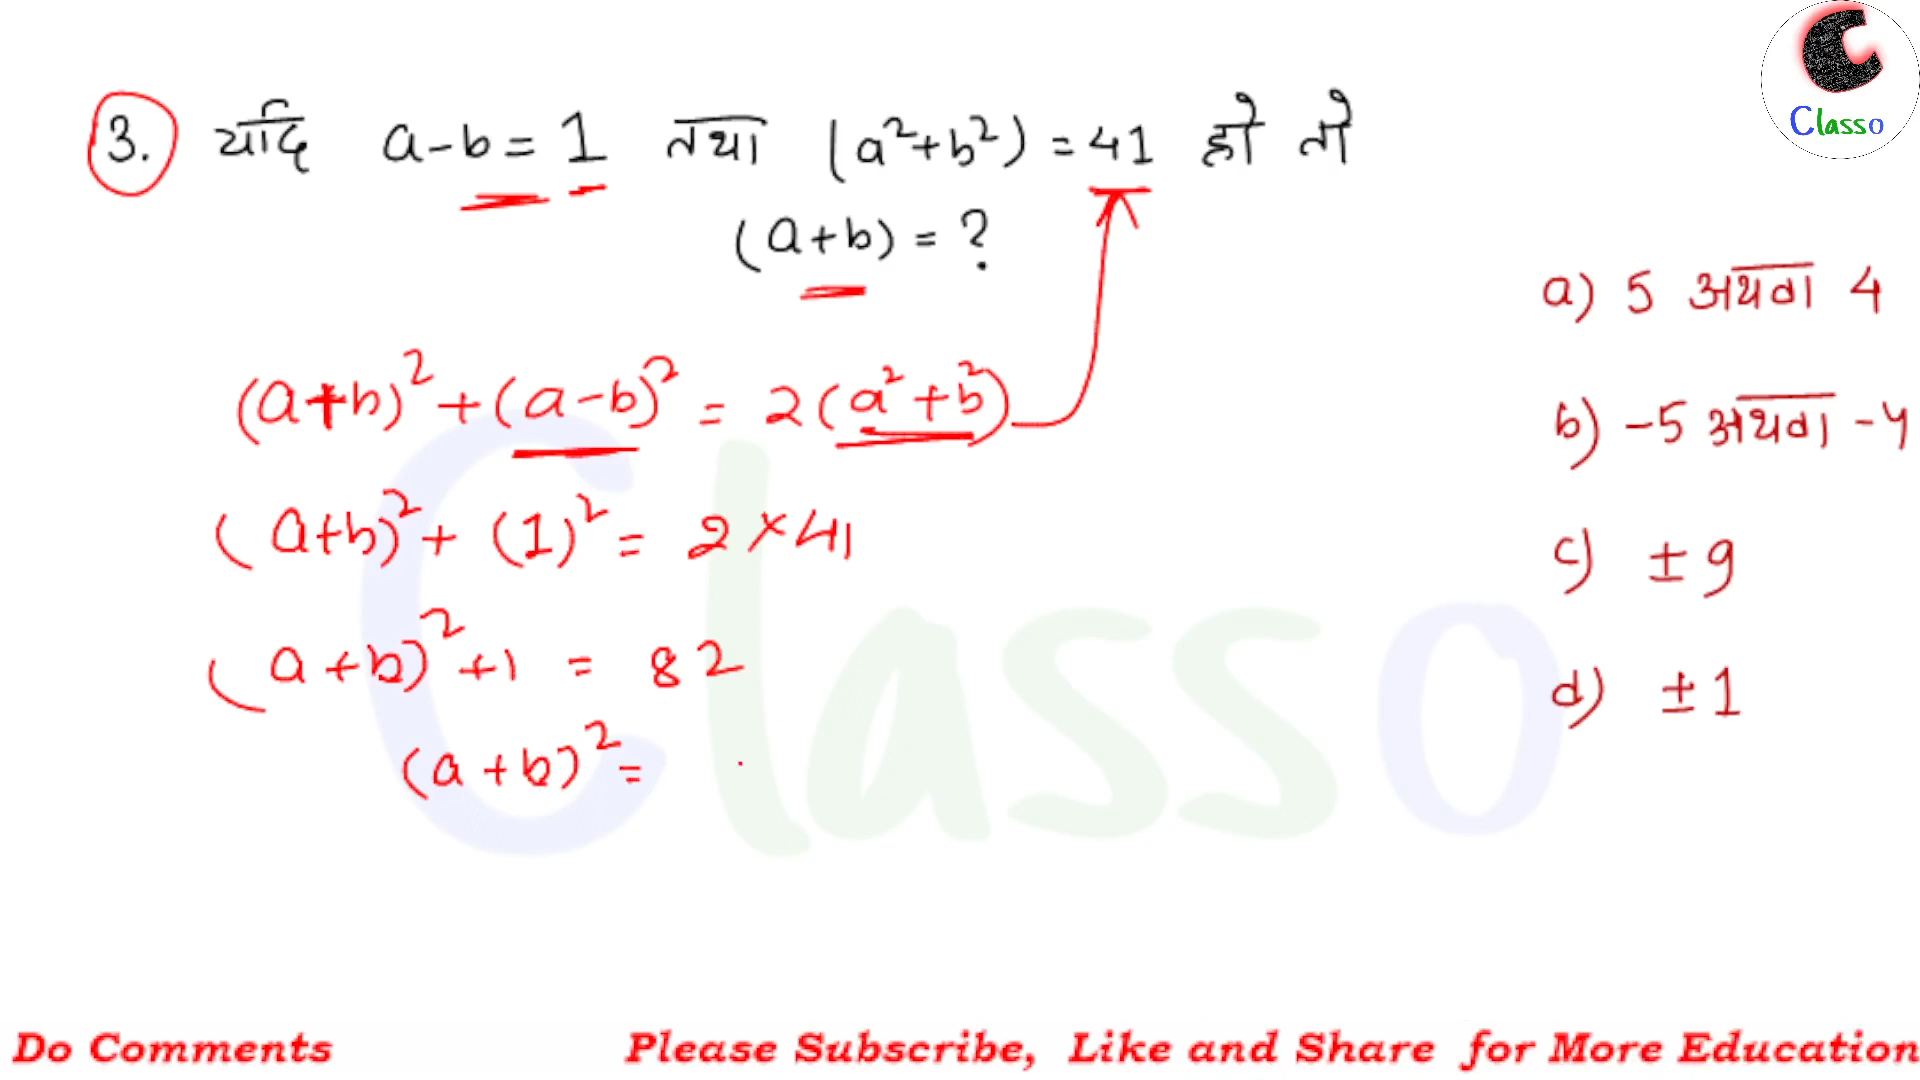 C
Classo
3. यदि a-b = 1 तथा (a²+b²) = 41 हो तो
(a+b) = ?
a) 5 अथवा 4
b) -5 अथवा -4
c) ± 9
d) ± 1
(a+b)² + (a-b)² = 2(a²+b²)
(a+b)² + (1)² = 2 × 41
(a+b)² +1 = 82
(a+b)² =
Classo
Do Comments
Please Subscribe, Like and Share for More Education